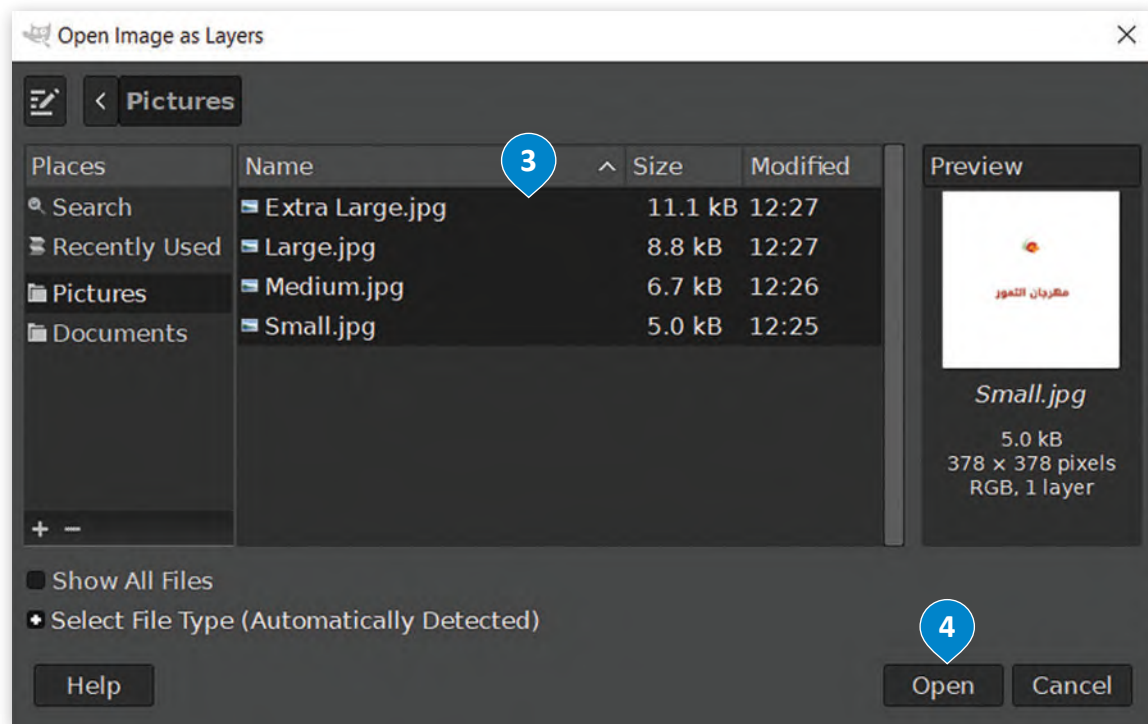 Open Image as Layers
Pictures
Places
Name Size Modified
Preview
Search
Recently Used
Pictures
Documents
3
Extra Large.jpg 11.1 kB 12:27
Large.jpg 8.8 kB 12:27
Medium.jpg 6.7 kB 12:26
Small.jpg 5.0 kB 12:25
مهرجان التمور
Small.jpg
5.0 kB
378 × 378 pixels
RGB, 1 layer
Show All Files
Select File Type (Automatically Detected)
4
Help
Open
Cancel